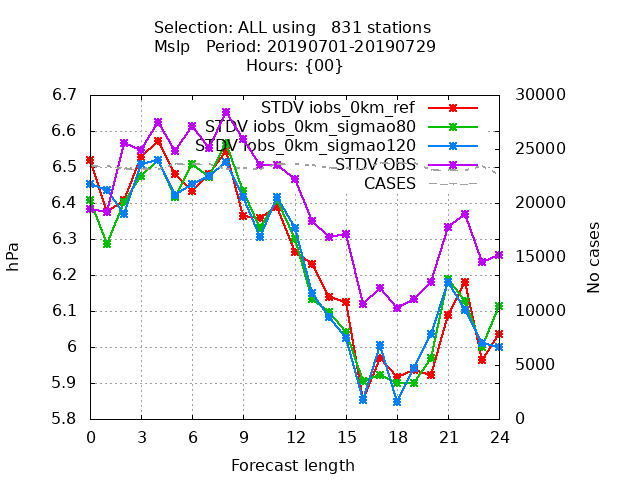 Selection: ALL using   831 stations
Mslp   Period: 20190701-20190729
Hours: {00}
6.7
6.6
6.5
6.4
6.3
6.2
6.1
6
5.9
5.8
hPa
STDV iobs_0km_ref
STDV iobs_0km_sigmao80
STDV iobs_0km_sigmao120
STDV OBS
CASES
30000
25000
20000
15000
10000
5000
0
No cases
0 3 6 9 12 15 18 21 24
Forecast length